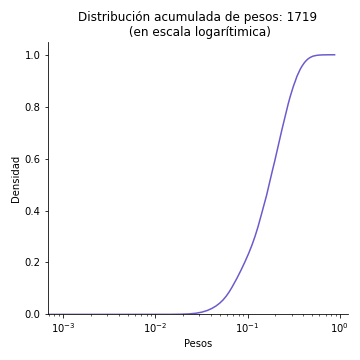 Distribución acumulada de pesos: 1719
(en escala logarítimica)
Densidad
1.0
0.8
0.6
0.4
0.2
0.0
10⁻³ 10⁻² 10⁻¹ 10⁰
Pesos